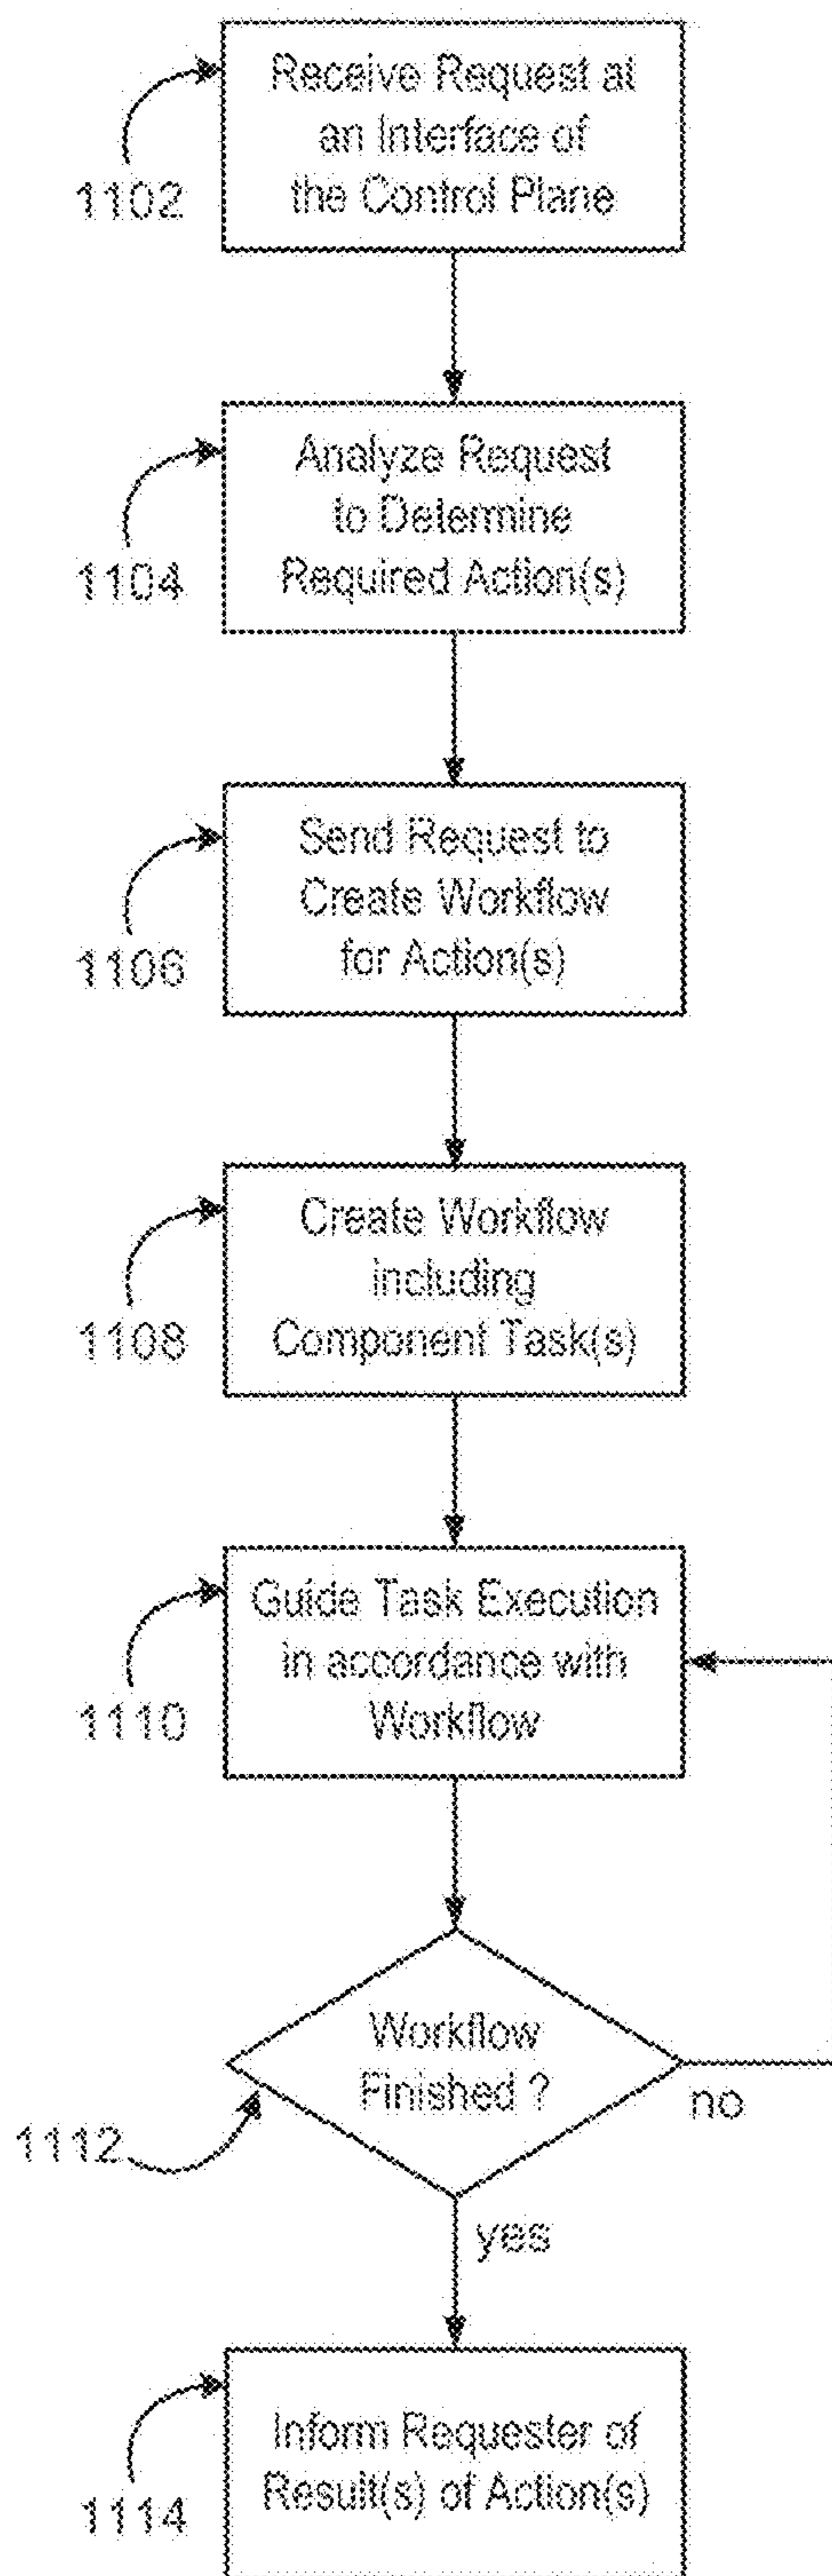 Receive Request at
an Interface of
the Control Plane
1102
Analyze Request
to Determine
Required Action(s)
1104
Send Request to
Create Workflow
for Action(s)
1106
Create Workflow
including
Component Task(s)
1108
Guide Task Execution
in accordance with
Workflow
1110
Workflow
Finished ?
no
1112
yes
Inform Requester of
Result(s) of Action(s)
1114